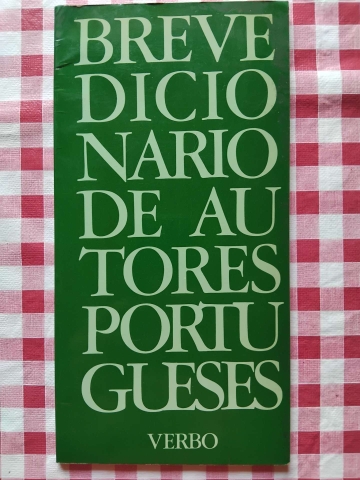 BREVE
DICIO
NARIO
DE AU
TORES
PORTU
GUESES
VERBO